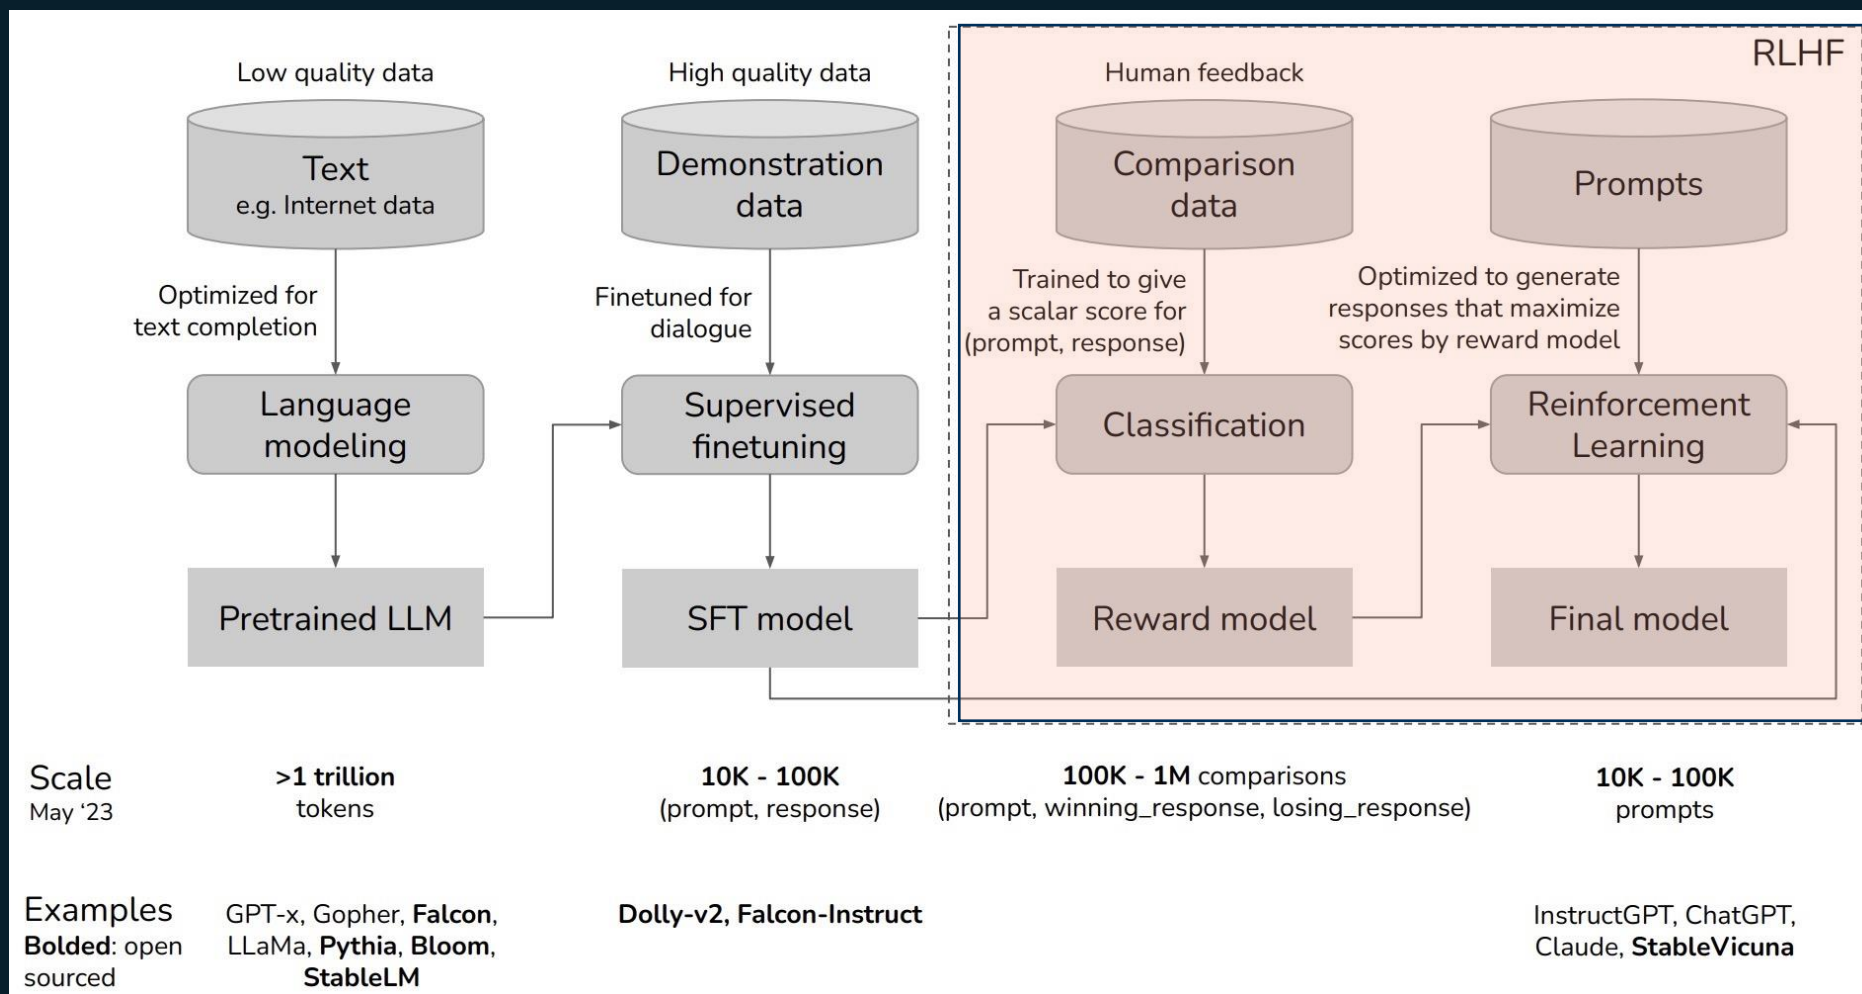 RLHF
Low quality data
High quality data
Human feedback
Text
e.g. Internet data
Demonstration
data
Comparison
data
Prompts
Optimized for
text completion
Finetuned for
dialogue
Trained to give
a scalar score for
(prompt, response)
Optimized to generate
responses that maximize
scores by reward model
Language
modeling
Supervised
finetuning
Classification
Reinforcement
Learning
Pretrained LLM
SFT model
Reward model
Final model
Scale
May ‘23
>1 trillion
tokens
10K - 100K
(prompt, response)
100K - 1M comparisons
(prompt, winning_response, losing_response)
10K - 100K
prompts
Examples
Bolded: open
sourced
GPT-x, Gopher, Falcon,
LLaMa, Pythia, Bloom,
StableLM
Dolly-v2, Falcon-Instruct
InstructGPT, ChatGPT,
Claude, StableVicuna